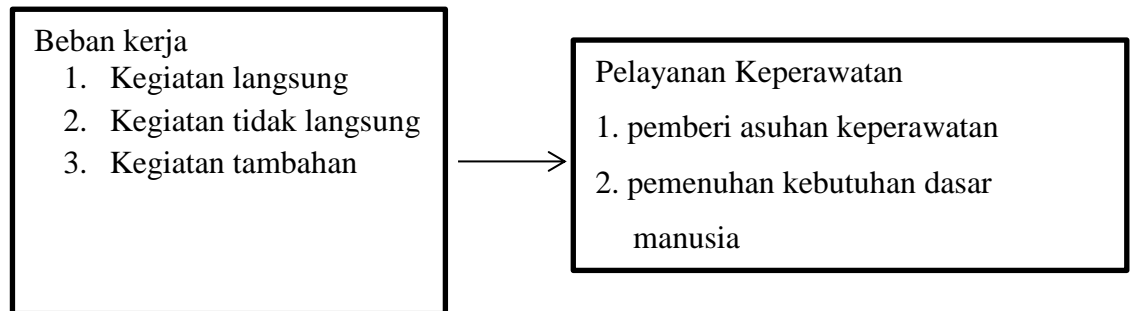 Beban kerja
1. Kegiatan langsung
2. Kegiatan tidak langsung
3. Kegiatan tambahan
Pelayanan Keperawatan
1. pemberi asuhan keperawatan
2. pemenuhan kebutuhan dasar
manusia